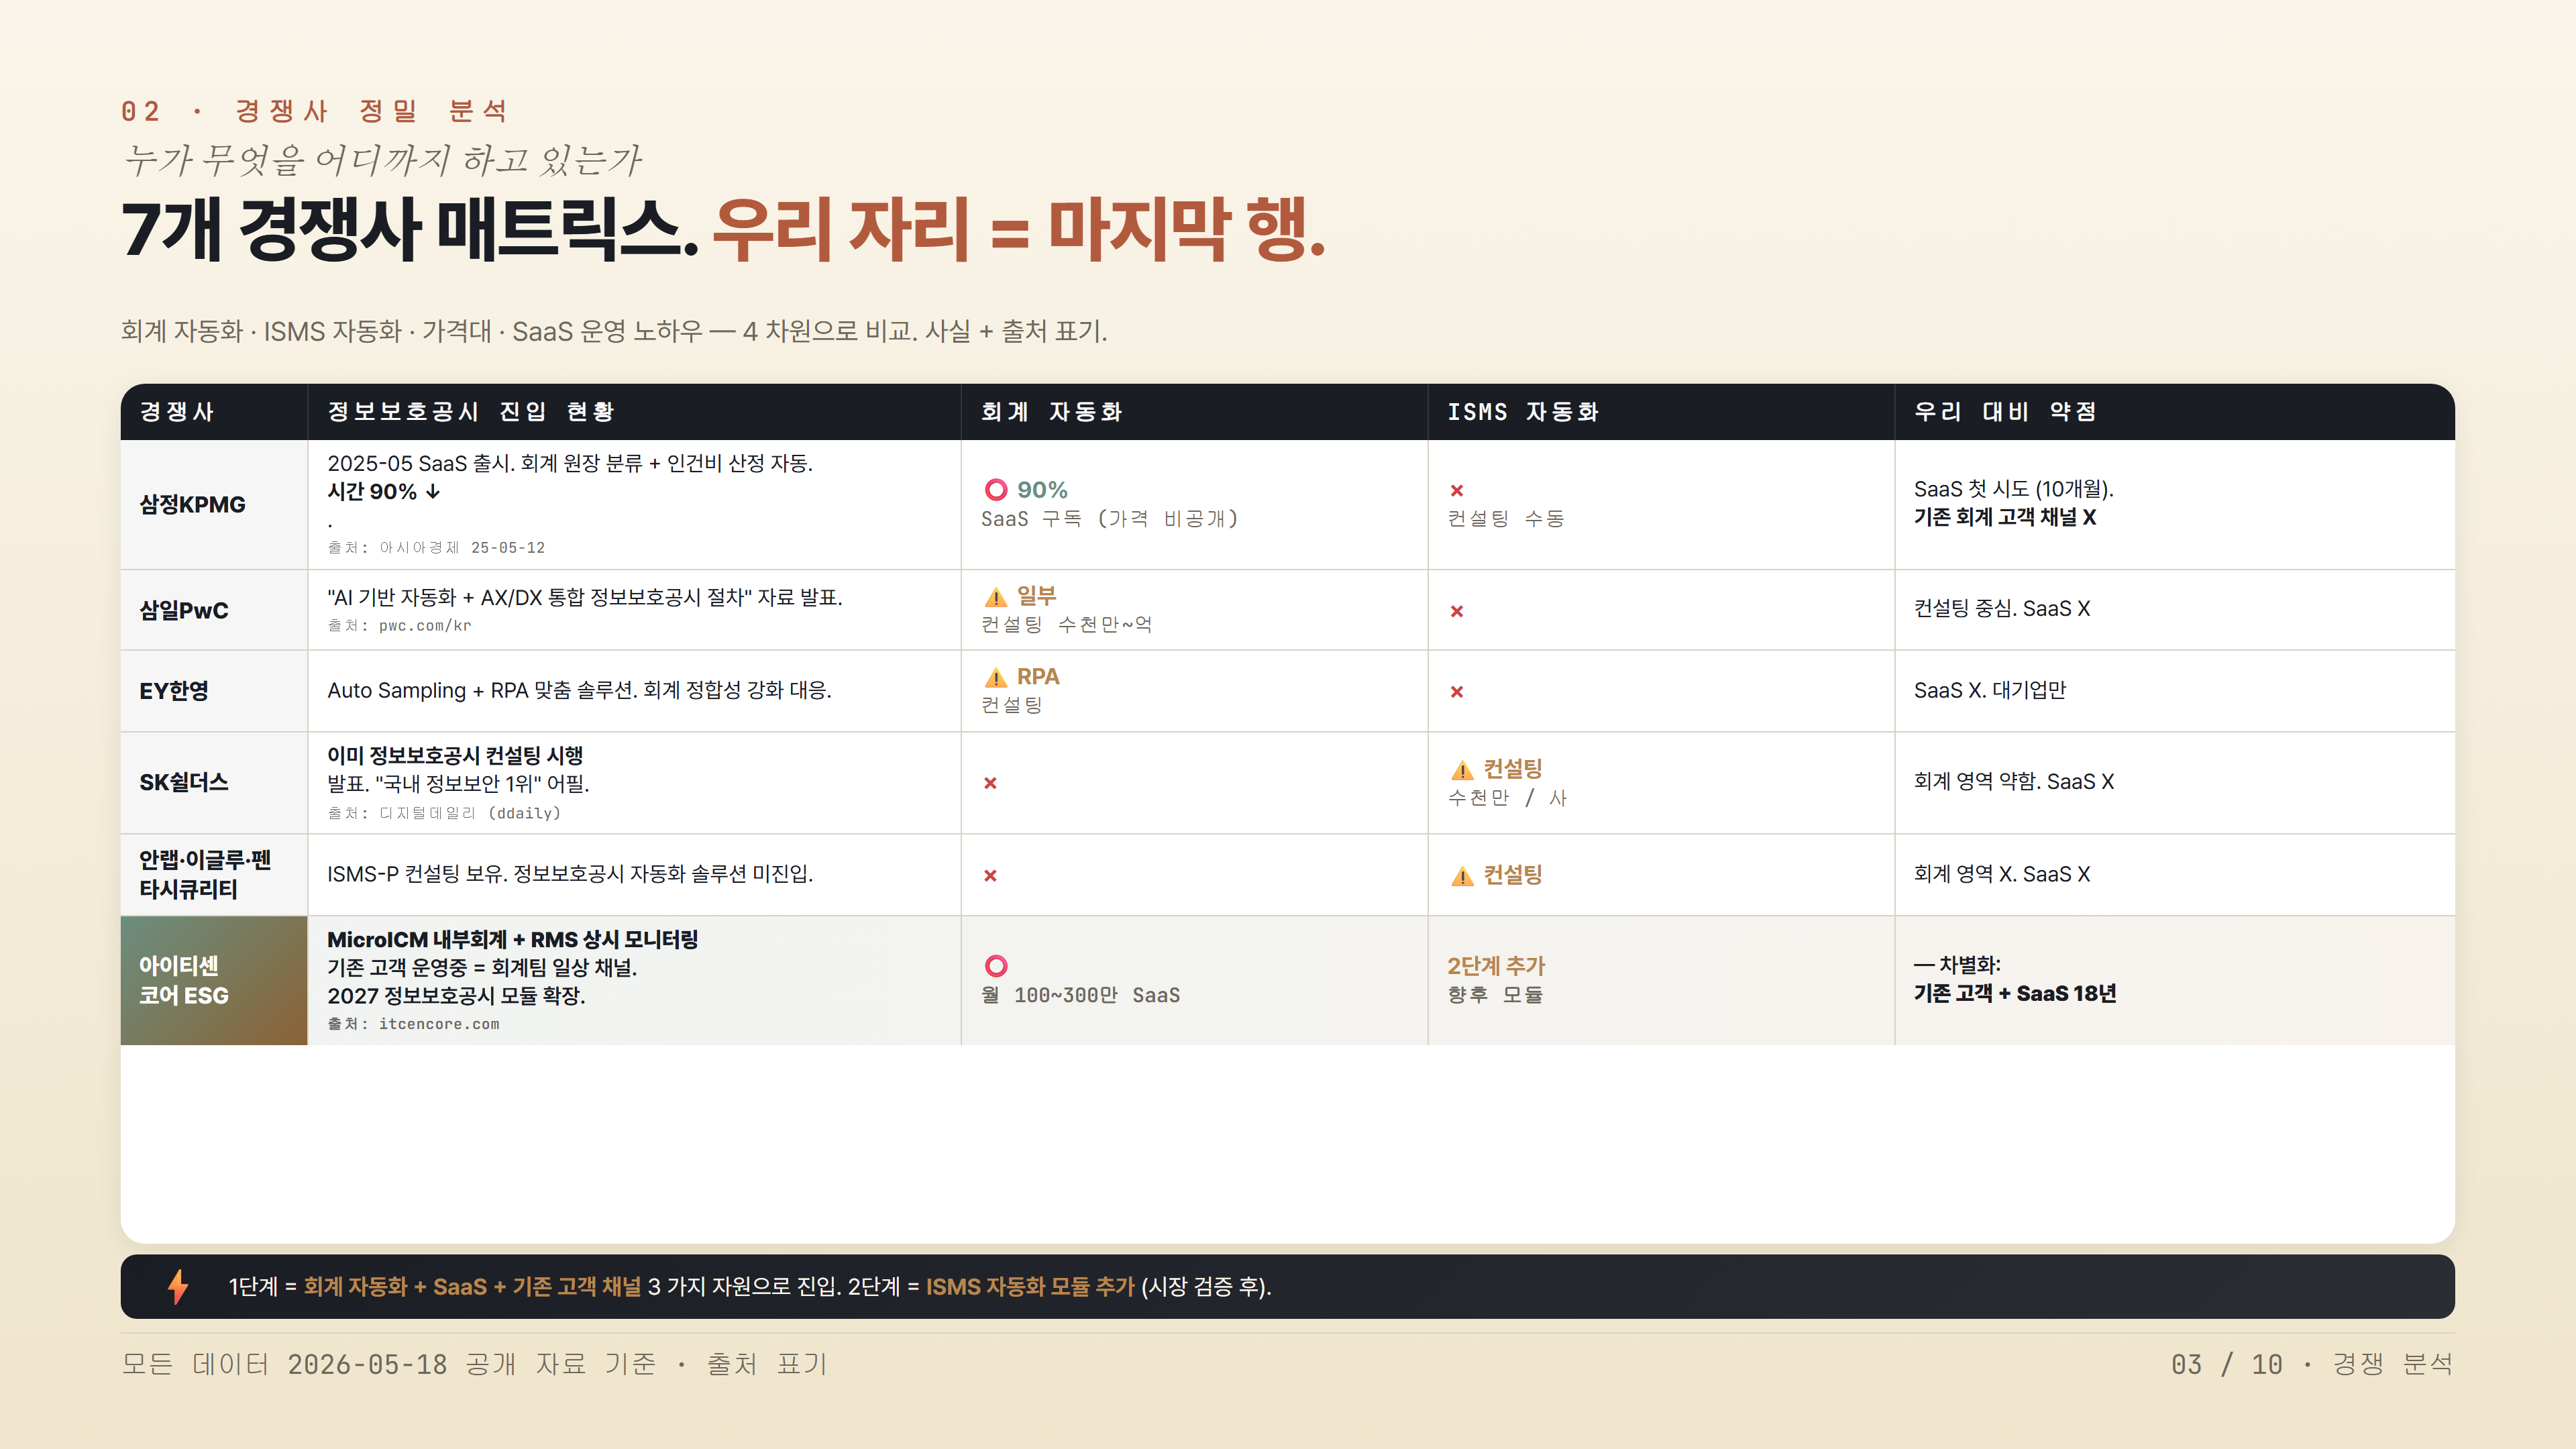 02 · 경쟁사 정밀 분석
누가 무엇을 어디까지 하고 있는가
7개 경쟁사 매트릭스. 우리 자리 = 마지막 행.
회계 자동화 · ISMS 자동화 · 가격대 · SaaS 운영 노하우 — 4 차원으로 비교. 사실 + 출처 표기.
경쟁사 정보보호공시 진입 현황 회계 자동화 ISMS 자동화 우리 대비 약점
삼정KPMG
2025-05 SaaS 출시. 회계 원장 분류 + 인건비 산정 자동.
시간 90% ↓
.
출처: 아시아경제 25-05-12
⭕ 90%
SaaS 구독 (가격 비공개)
×
컨설팅 수동
SaaS 첫 시도 (10개월).
기존 회계 고객 채널 X
삼일PwC
"AI 기반 자동화 + AX/DX 통합 정보보호공시 절차" 자료 발표.
출처: pwc.com/kr
⚠️ 일부
컨설팅 수천만~억
×
컨설팅 중심. SaaS X
EY한영
Auto Sampling + RPA 맞춤 솔루션. 회계 정합성 강화 대응.
⚠️ RPA
컨설팅
×
SaaS X. 대기업만
SK쉴더스
이미 정보보호공시 컨설팅 시행
발표. "국내 정보보안 1위" 어필.
출처: 디지털데일리 (ddaily)
×
⚠️ 컨설팅
수천만 / 사
회계 영역 약함. SaaS X
안랩·이글루·펜
타시큐리티
ISMS-P 컨설팅 보유. 정보보호공시 자동화 솔루션 미진입.
×
⚠️ 컨설팅
회계 영역 X. SaaS X
아이티센
코어 ESG
MicroICM 내부회계 + RMS 상시 모니터링
기존 고객 운영중 = 회계팀 일상 채널.
2027 정보보호공시 모듈 확장.
출처: itcencore.com
⭕
월 100~300만 SaaS
2단계 추가
향후 모듈
— 차별화:
기존 고객 + SaaS 18년
1단계 = 회계 자동화 + SaaS + 기존 고객 채널 3 가지 자원으로 진입. 2단계 = ISMS 자동화 모듈 추가 (시장 검증 후).
모든 데이터 2026-05-18 공개 자료 기준 · 출처 표기
03 / 10 · 경쟁 분석